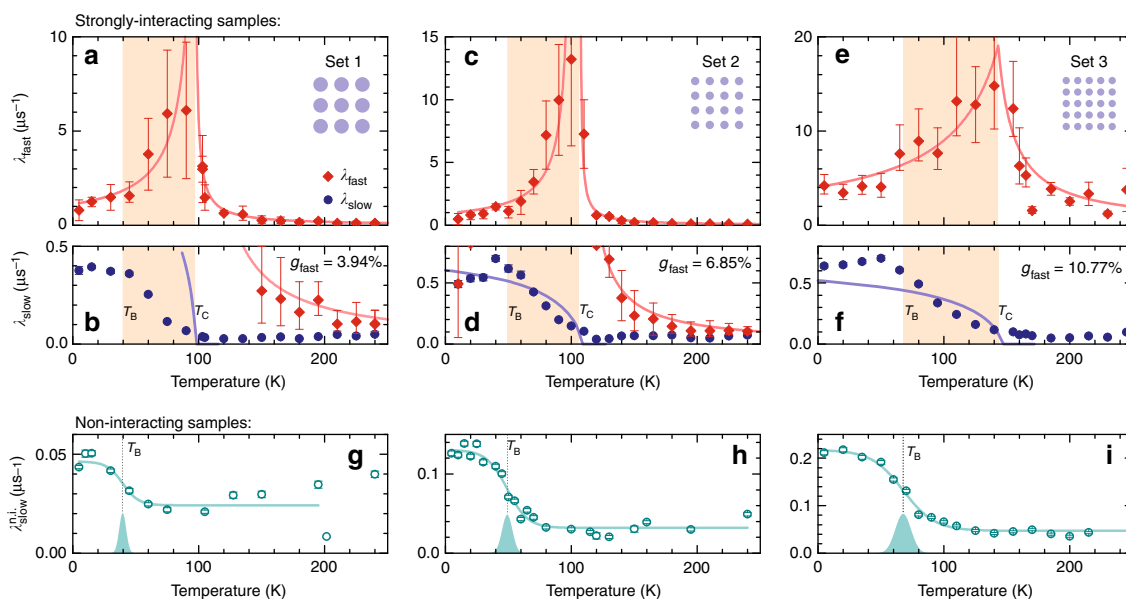 Strongly-interacting samples:
a
Set 1
λfast (μs⁻¹)
10
5
0
λfast
λslow
c
Set 2
15
10
5
0
e
Set 3
20
10
0
b
gfast = 3.94%
λslow (μs⁻¹)
0.5
0.0
TB
TC
0
100
200
Temperature (K)
d
gfast = 6.85%
0.5
0.0
TB
TC
0
100
200
Temperature (K)
f
gfast = 10.77%
1.0
0.5
0.0
TB
TC
0
100
200
Temperature (K)
Non-interacting samples:
g
TB
λn.i.slow (μs–1)
0.05
0.00
0
100
200
Temperature (K)
h
TB
0.1
0.0
0
100
200
Temperature (K)
i
TB
0.2
0.1
0.0
0
100
200
Temperature (K)